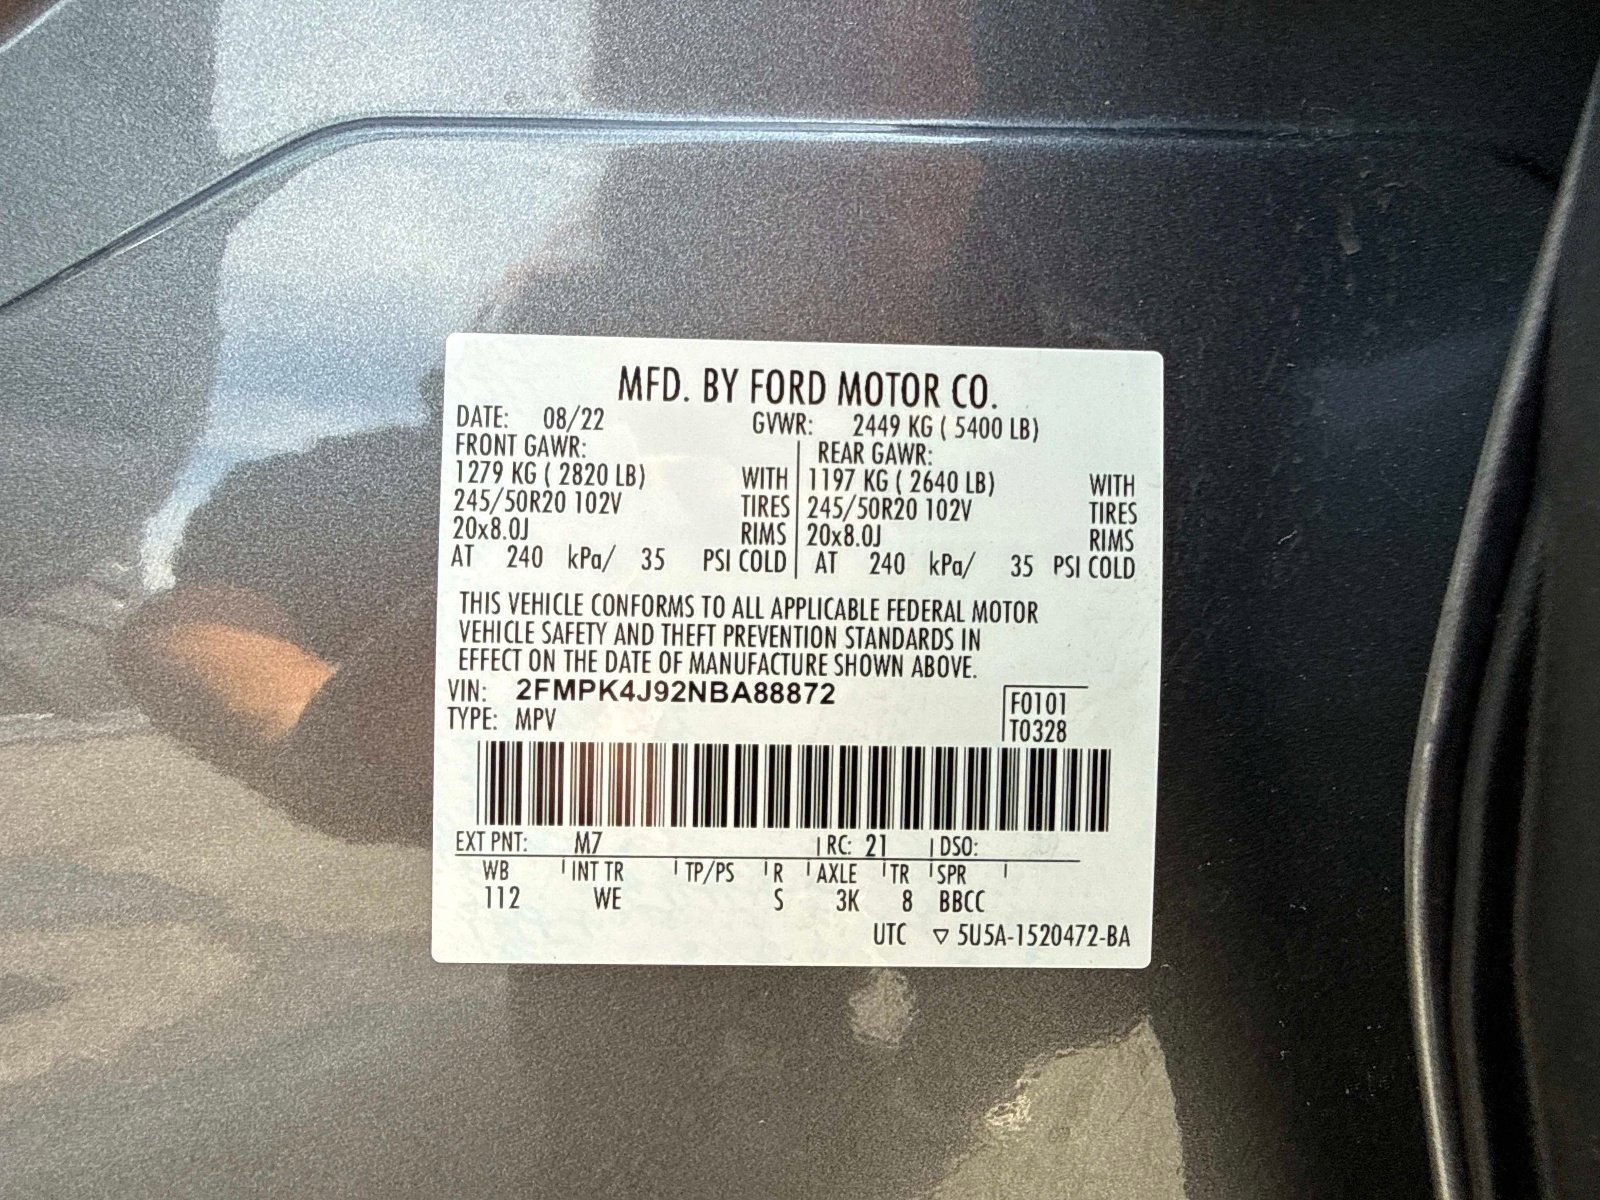 MFD. BY FORD MOTOR CO.
DATE: 08/22 GVWR: 2449 KG ( 5400 LB)
FRONT GAWR: REAR GAWR:
1279 KG ( 2820 LB) WITH 1197 KG ( 2640 LB) WITH
245/50R20 102V TIRES 245/50R20 102V TIRES
20x8.0J RIMS 20x8.0J RIMS
AT 240 kPa/ 35 PSI COLD AT 240 kPa/ 35 PSI COLD
THIS VEHICLE CONFORMS TO ALL APPLICABLE FEDERAL MOTOR
VEHICLE SAFETY AND THEFT PREVENTION STANDARDS IN
EFFECT ON THE DATE OF MANUFACTURE SHOWN ABOVE.
VIN: 2FMPK4J92NBA88872 F0101
TYPE: MPV T0328
EXT PNT: M7 RC: 21 DSO:
WB INT TR TP/PS R AXLE TR SPR
112 WE S 3K 8 BBCC
UTC ▽ 5U5A-1520472-BA